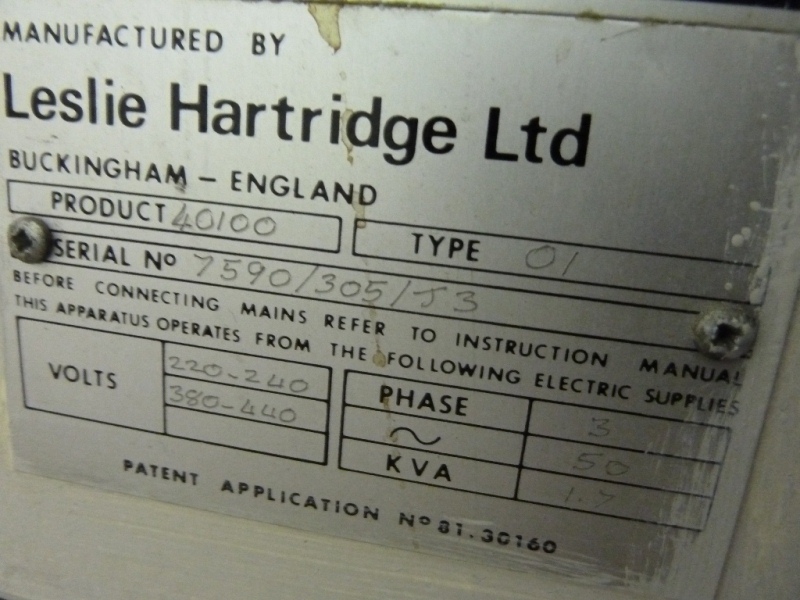 MANUFACTURED BY
Leslie Hartridge Ltd
BUCKINGHAM – ENGLAND
PRODUCT 40100 TYPE 01
SERIAL Nº 7590/305/J3
BEFORE CONNECTING MAINS REFER TO INSTRUCTION MANUAL
THIS APPARATUS OPERATES FROM THE FOLLOWING ELECTRIC SUPPLIES
VOLTS 220-240
380-440
PHASE 3
~ 50
KVA
PATENT APPLICATION Nº 81.30160